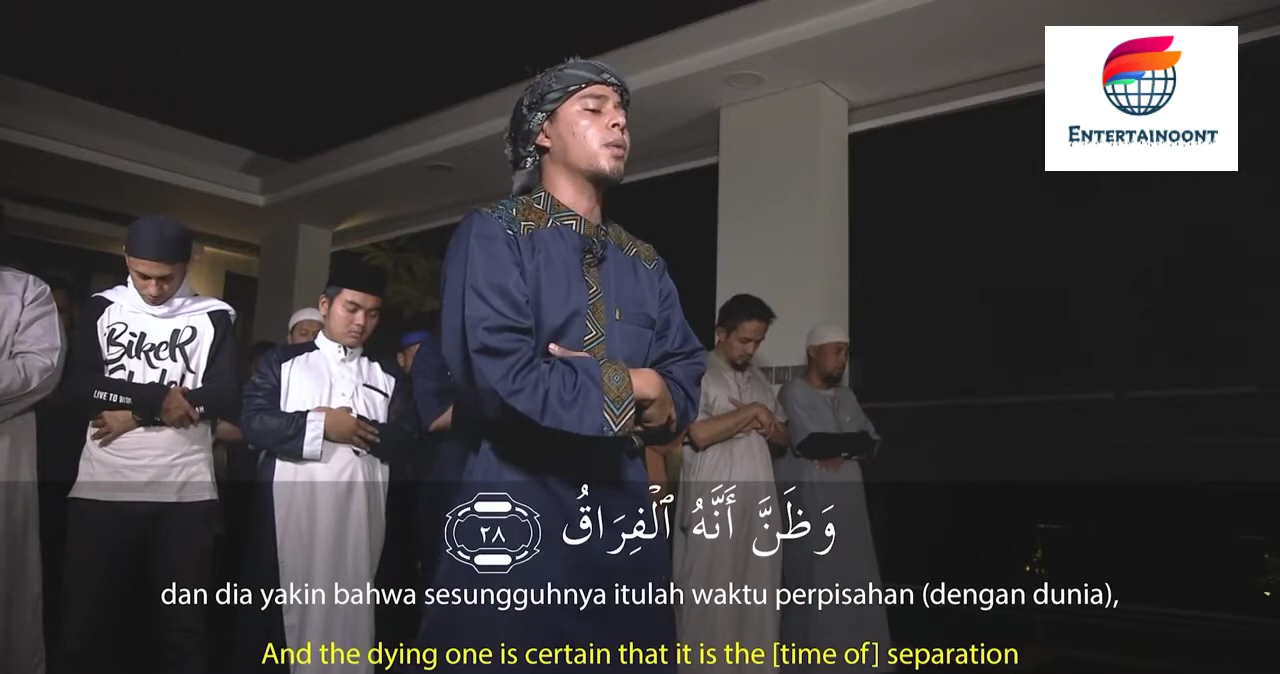 ENTERTAINOONT
BikeR
LIVE TO
وَظَنَّ أَنَّهُ ٱلْفِرَاقُ ٢٨
dan dia yakin bahwa sesungguhnya itulah waktu perpisahan (dengan dunia),
And the dying one is certain that it is the [time of] separation